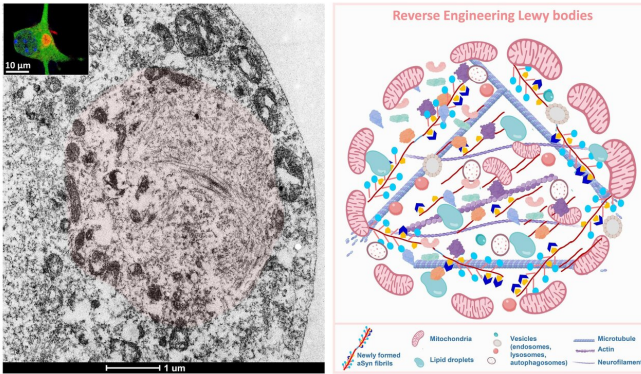 10 µm
1 um
Reverse Engineering Lewy bodies
Newly formed
aSyn fibrils
Mitochondria
Lipid droplets
Vesicles
(endosomes,
lysosomes,
autophagosomes)
Microtubule
Actin
Neurofilament